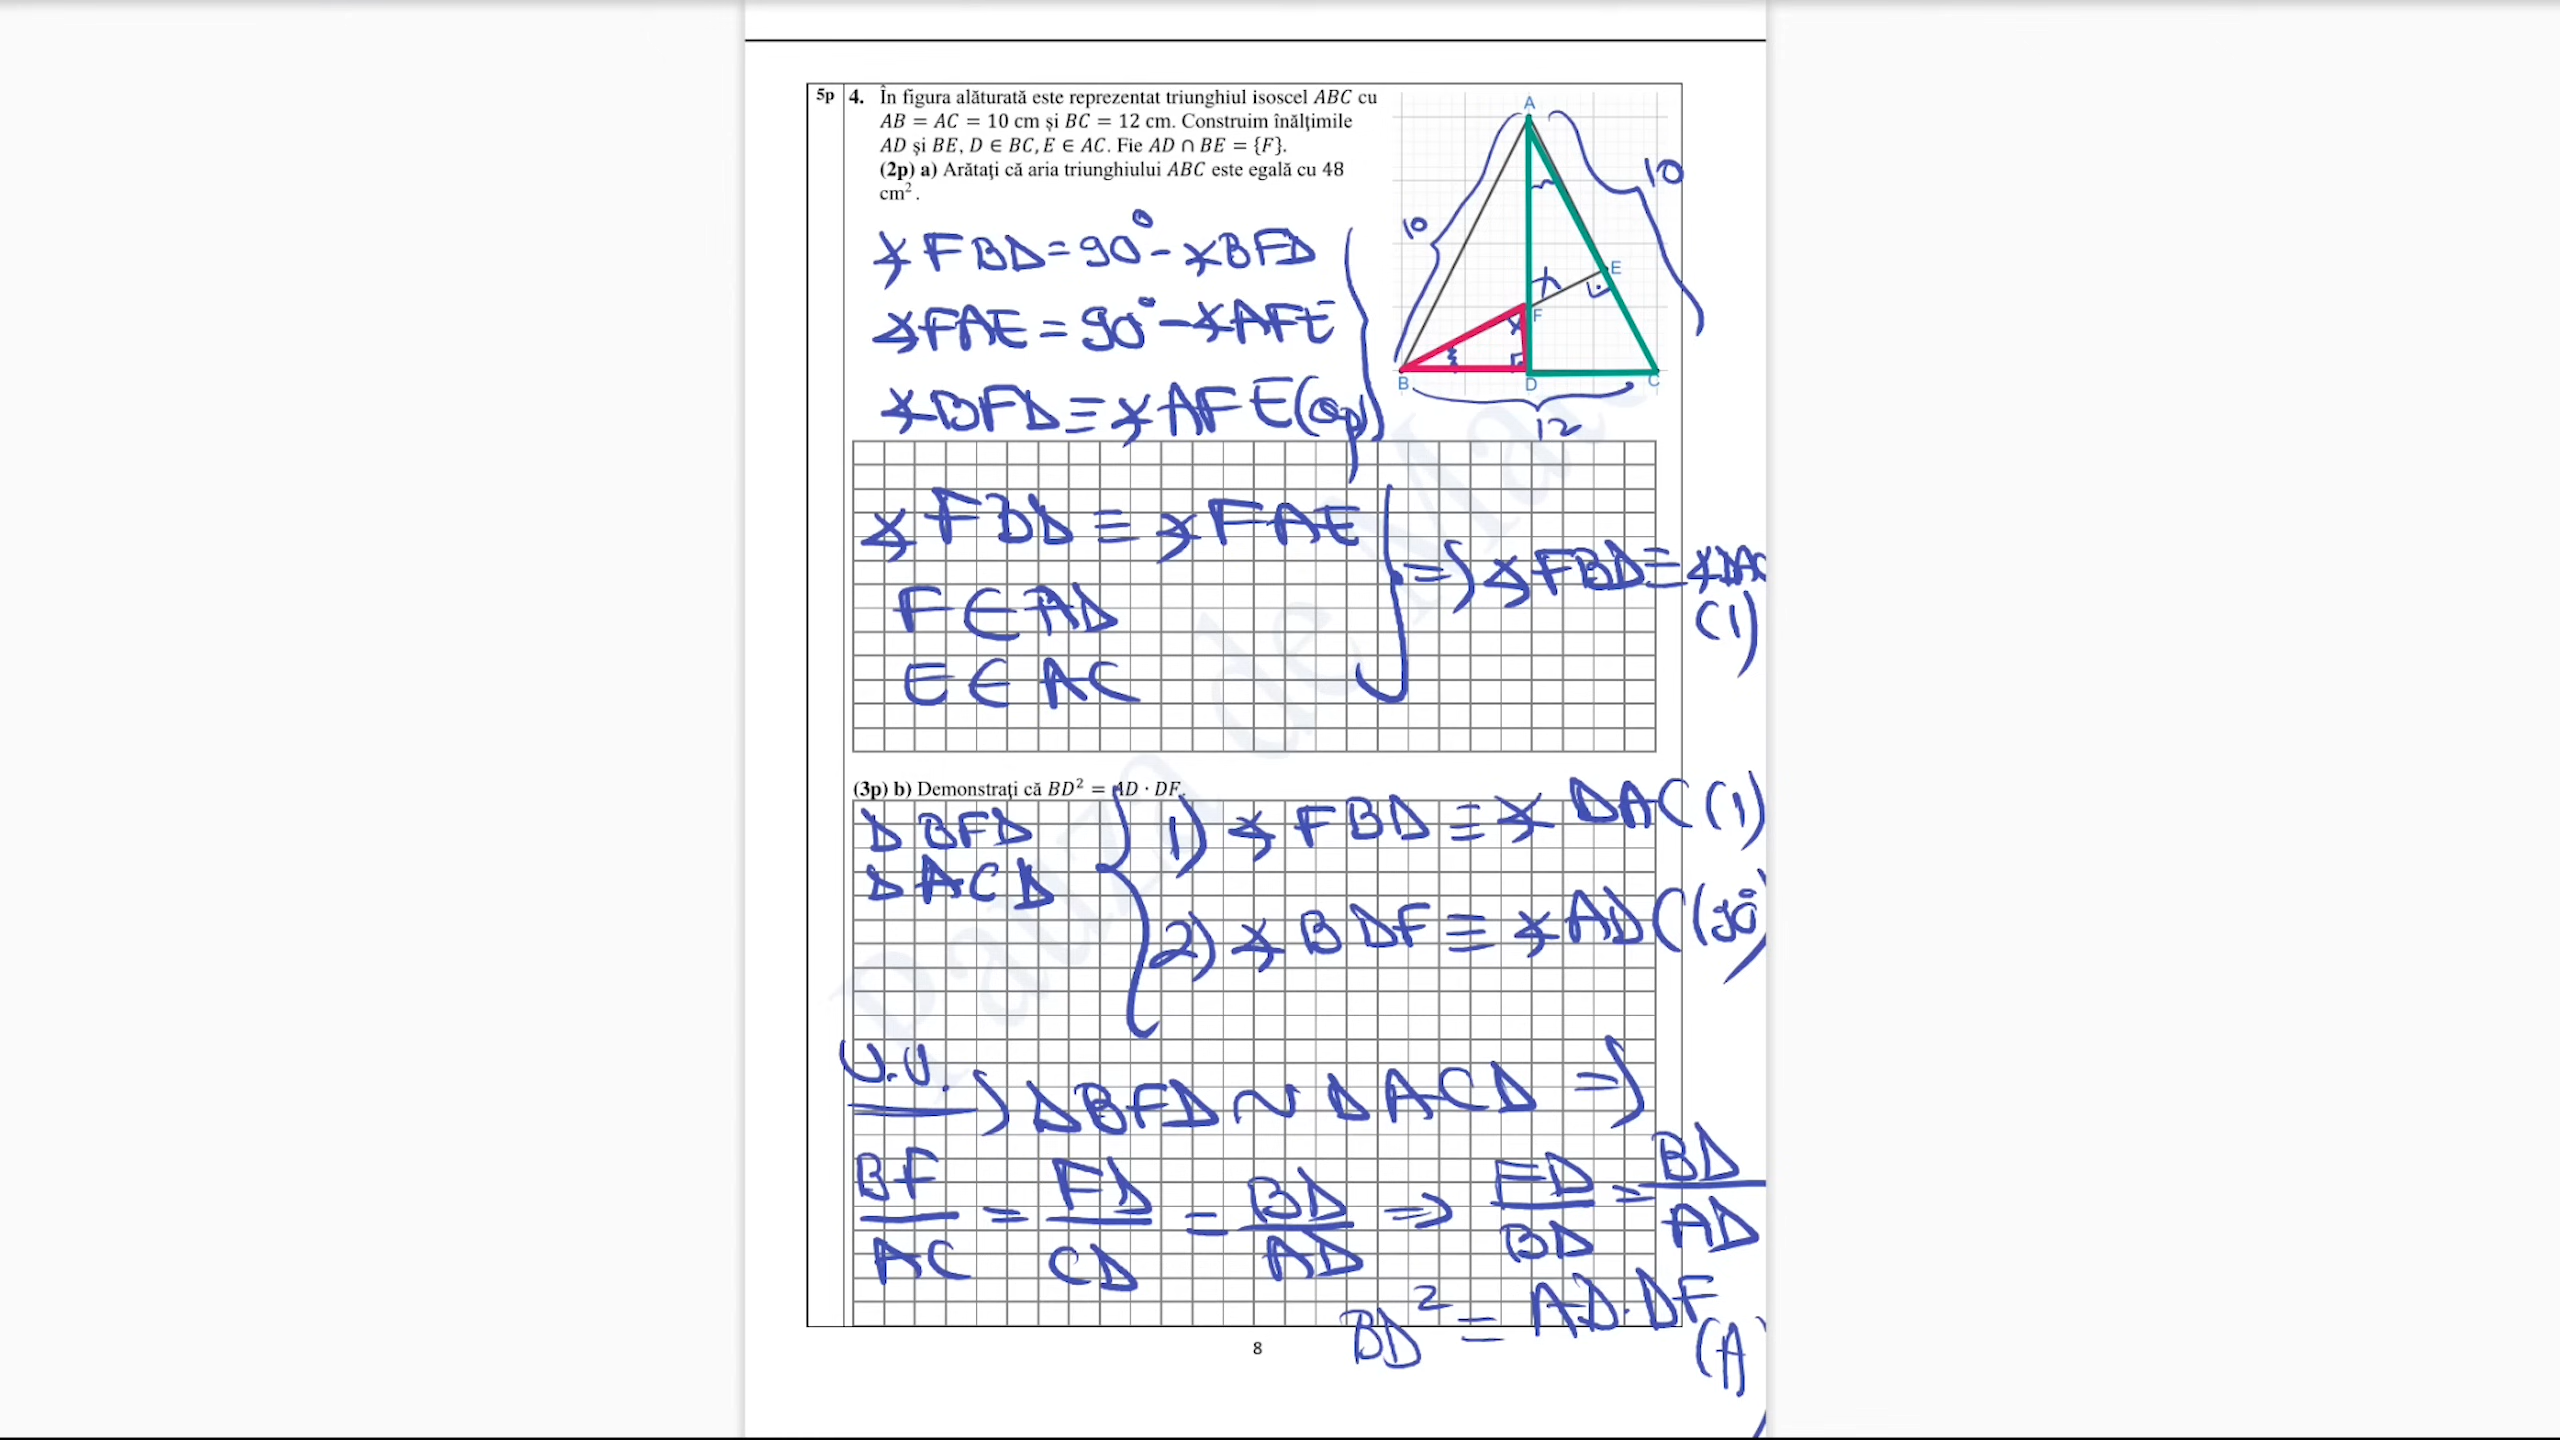 5p 4. În figura alăturată este reprezentat triunghiul isoscel ABC cu
AB = AC = 10 cm și BC = 12 cm. Construim înălțimile
AD și BE, D ∈ BC, E ∈ AC. Fie AD ∩ BE = {F}.
(2p) a) Arătați că aria triunghiului ABC este egală cu 48
cm².
A
10
10
E
F
B D C
12
∢FBD = 90° - ∢BFD
∢FAE = 90° - ∢AFE
∢BFD ≡ ∢AFE (op)
∢FBD ≡ ∢FAE
F ∈ AD
E ∈ AC
=> ∢FBD ≡ ∢DAC
(1)
(3p) b) Demonstrați că BD² = AD · DF.
Δ BFD
Δ ACD
1) ∢FBD ≡ ∢DAC (1)
2) ∢BDF ≡ ∢ADC (90°)
U.U. => ΔBFD ~ ΔACD =>
BF/AC = FD/CD = BD/AD => FD/BD = BD/AD
BD² = AD·DF
(A)
8
Pauza de